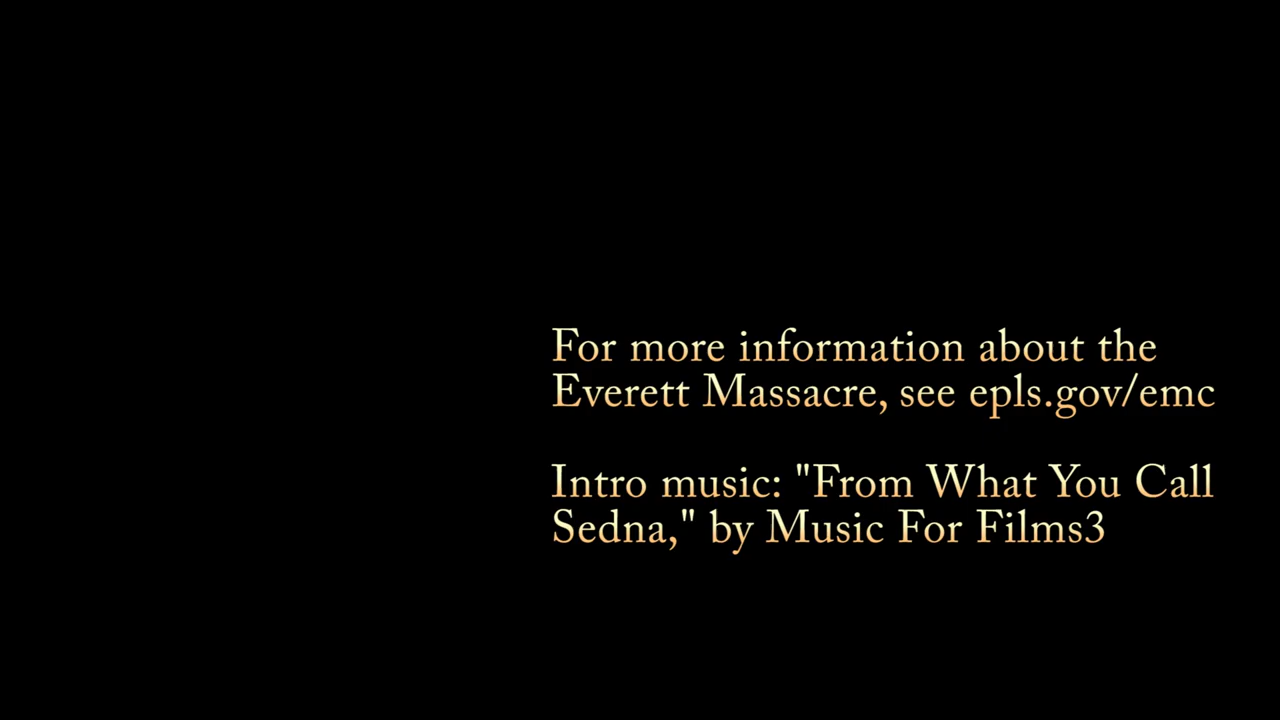 For more information about the
Everett Massacre, see epls.gov/emc
Intro music: "From What You Call
Sedna," by Music For Films3